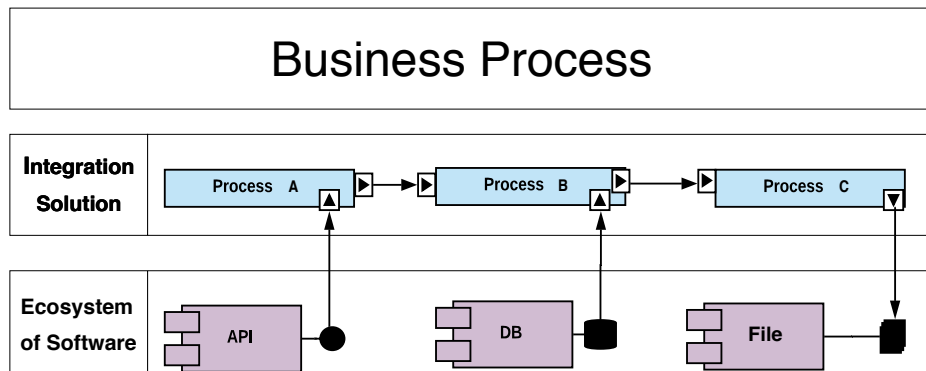 Business Process
Integration
Solution
Process A
Process B
Process C
Ecosystem
of Software
API
DB
File